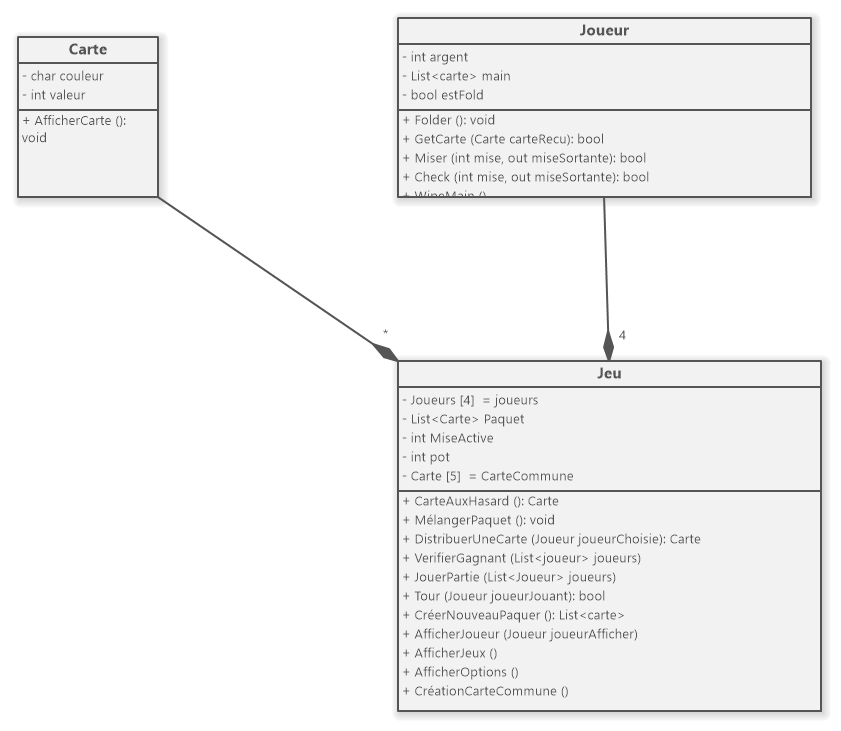 Carte
- char couleur
- int valeur
+ AfficherCarte ():
void
Joueur
- int argent
- List<carte> main
- bool estFold
+ Folder (): void
+ GetCarte (Carte carteRecu): bool
+ Miser (int mise, out miseSortante): bool
+ Check (int mise, out miseSortante): bool
*
4
Jeu
- Joueurs [4]  = joueurs
- List<Carte> Paquet
- int MiseActive
- int pot
- Carte [5]  = CarteCommune
+ CarteAuxHasard (): Carte
+ MélangerPaquet (): void
+ DistribuerUneCarte (Joueur joueurChoisie): Carte
+ VerifierGagnant (List<joueur> joueurs)
+ JouerPartie (List<Joueur> joueurs)
+ Tour (Joueur joueurJouant): bool
+ CréerNouveauPaquer (): List<carte>
+ AfficherJoueur (Joueur joueurAfficher)
+ AfficherJeux ()
+ AfficherOptions ()
+ CréationCarteCommune ()